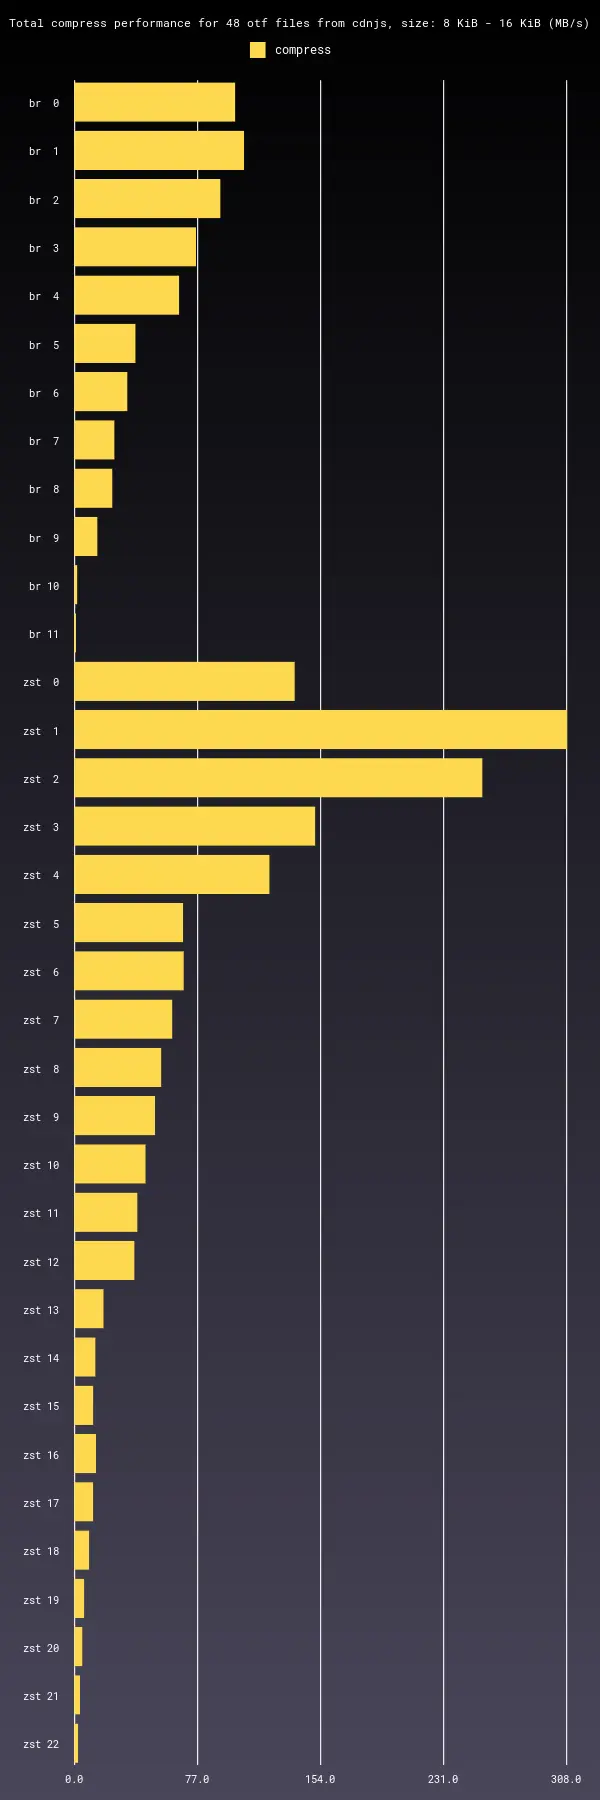 Total compress performance for 48 otf files from cdnjs, size: 8 KiB - 16 KiB (MB/s)
compress
br  0
br  1
br  2
br  3
br  4
br  5
br  6
br  7
br  8
br  9
br 10
br 11
zst  0
zst  1
zst  2
zst  3
zst  4
zst  5
zst  6
zst  7
zst  8
zst  9
zst 10
zst 11
zst 12
zst 13
zst 14
zst 15
zst 16
zst 17
zst 18
zst 19
zst 20
zst 21
zst 22
0.0 77.0 154.0 231.0 308.0